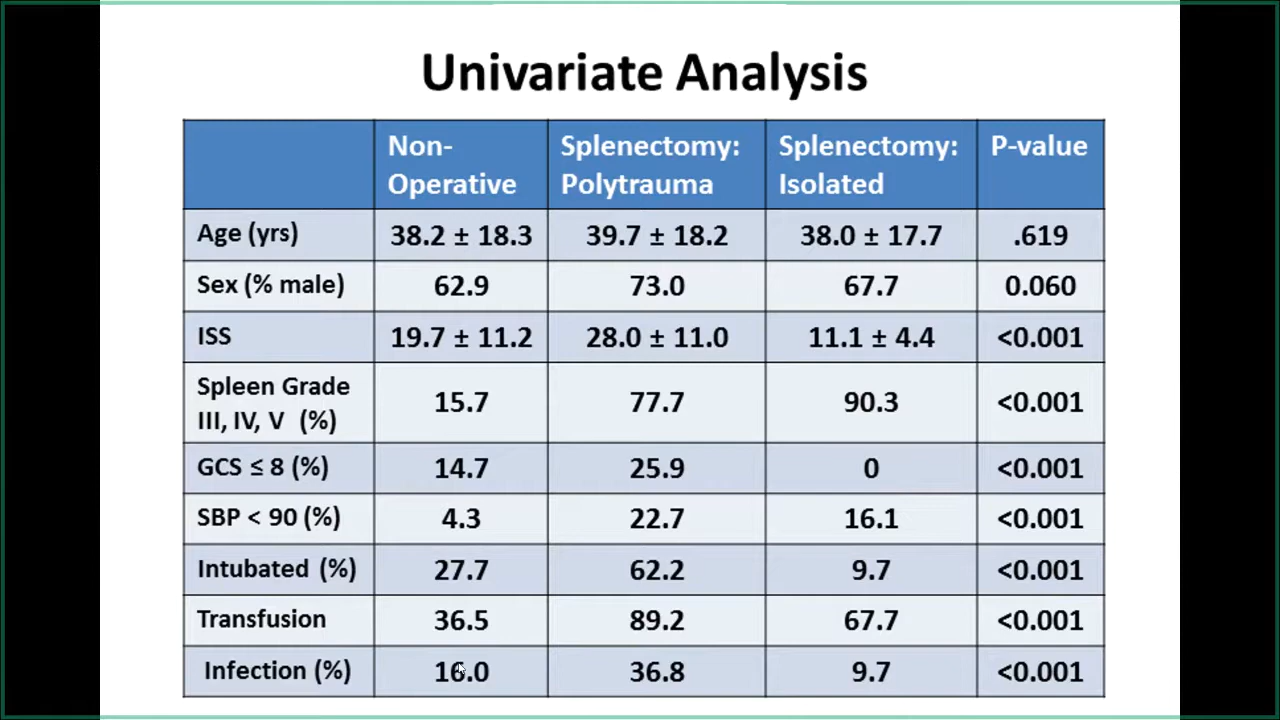 Univariate Analysis
Non-
Operative
Splenectomy:
Polytrauma
Splenectomy:
Isolated
P-value
Age (yrs) 38.2 ± 18.3 39.7 ± 18.2 38.0 ± 17.7 .619
Sex (% male) 62.9 73.0 67.7 0.060
ISS 19.7 ± 11.2 28.0 ± 11.0 11.1 ± 4.4 <0.001
Spleen Grade
III, IV, V (%) 15.7 77.7 90.3 <0.001
GCS ≤ 8 (%) 14.7 25.9 0 <0.001
SBP < 90 (%) 4.3 22.7 16.1 <0.001
Intubated (%) 27.7 62.2 9.7 <0.001
Transfusion 36.5 89.2 67.7 <0.001
Infection (%) 16.0 36.8 9.7 <0.001